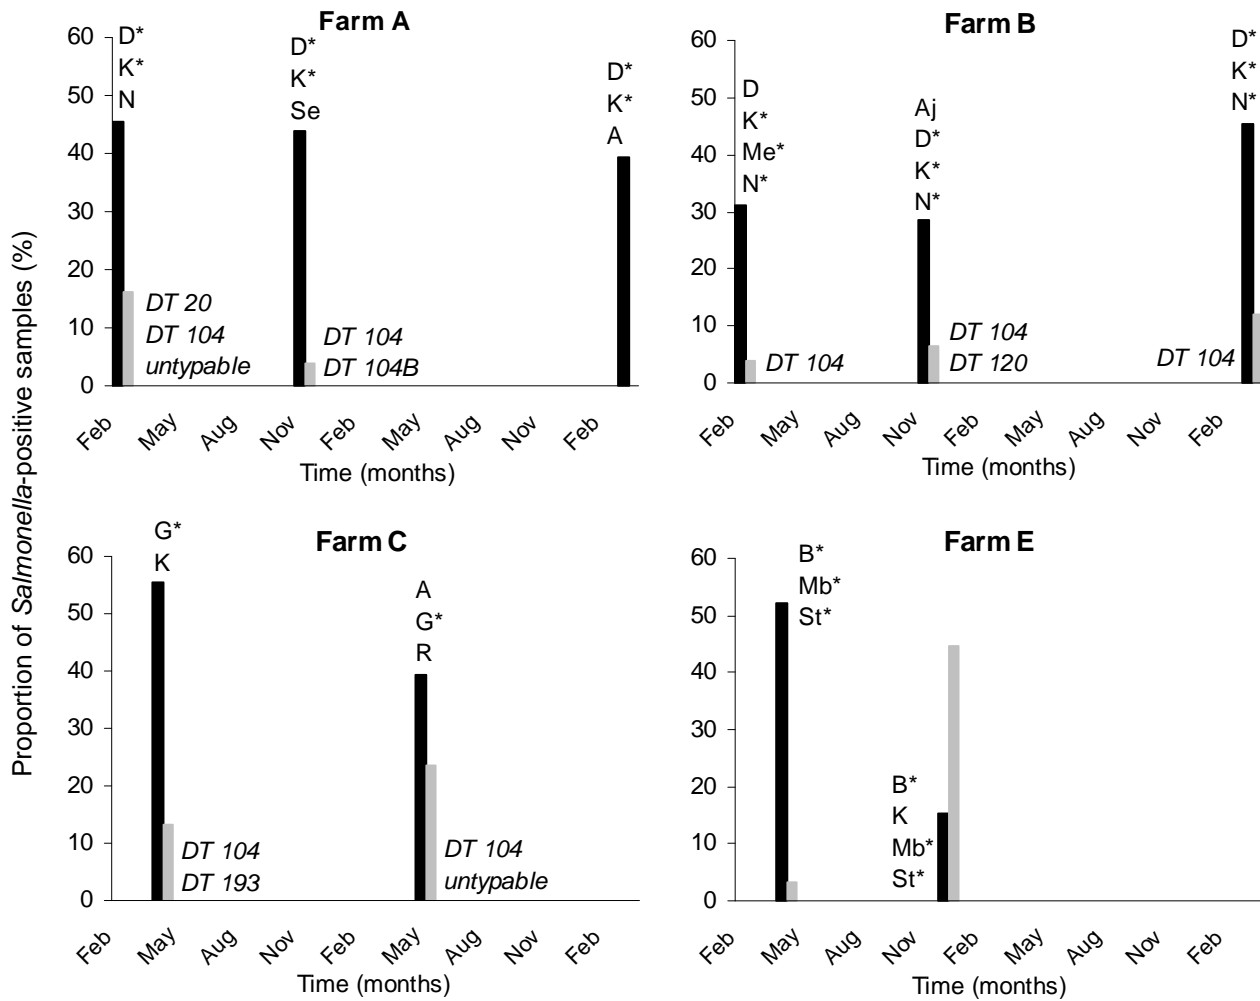 Proportion of Salmonella-positive samples (%)
Farm A
60
50
40
30
20
10
0
D*
K*
N
DT 20
DT 104
untypable
D*
K*
Se
DT 104
DT 104B
D*
K*
A
Feb May Aug Nov Feb May Aug Nov Feb
Time (months)
Farm B
60
50
40
30
20
10
0
D
K*
Me*
N*
DT 104
Aj
D*
K*
N*
DT 104
DT 120
D*
K*
N*
DT 104
Feb May Aug Nov Feb May Aug Nov Feb
Time (months)
Farm C
60
50
40
30
20
10
0
G*
K
DT 104
DT 193
A
G*
R
DT 104
untypable
Feb May Aug Nov Feb May Aug Nov Feb
Time (months)
Farm E
60
50
40
30
20
10
0
B*
Mb*
St*
B*
K
Mb*
St*
Feb May Aug Nov Feb May Aug Nov Feb
Time (months)